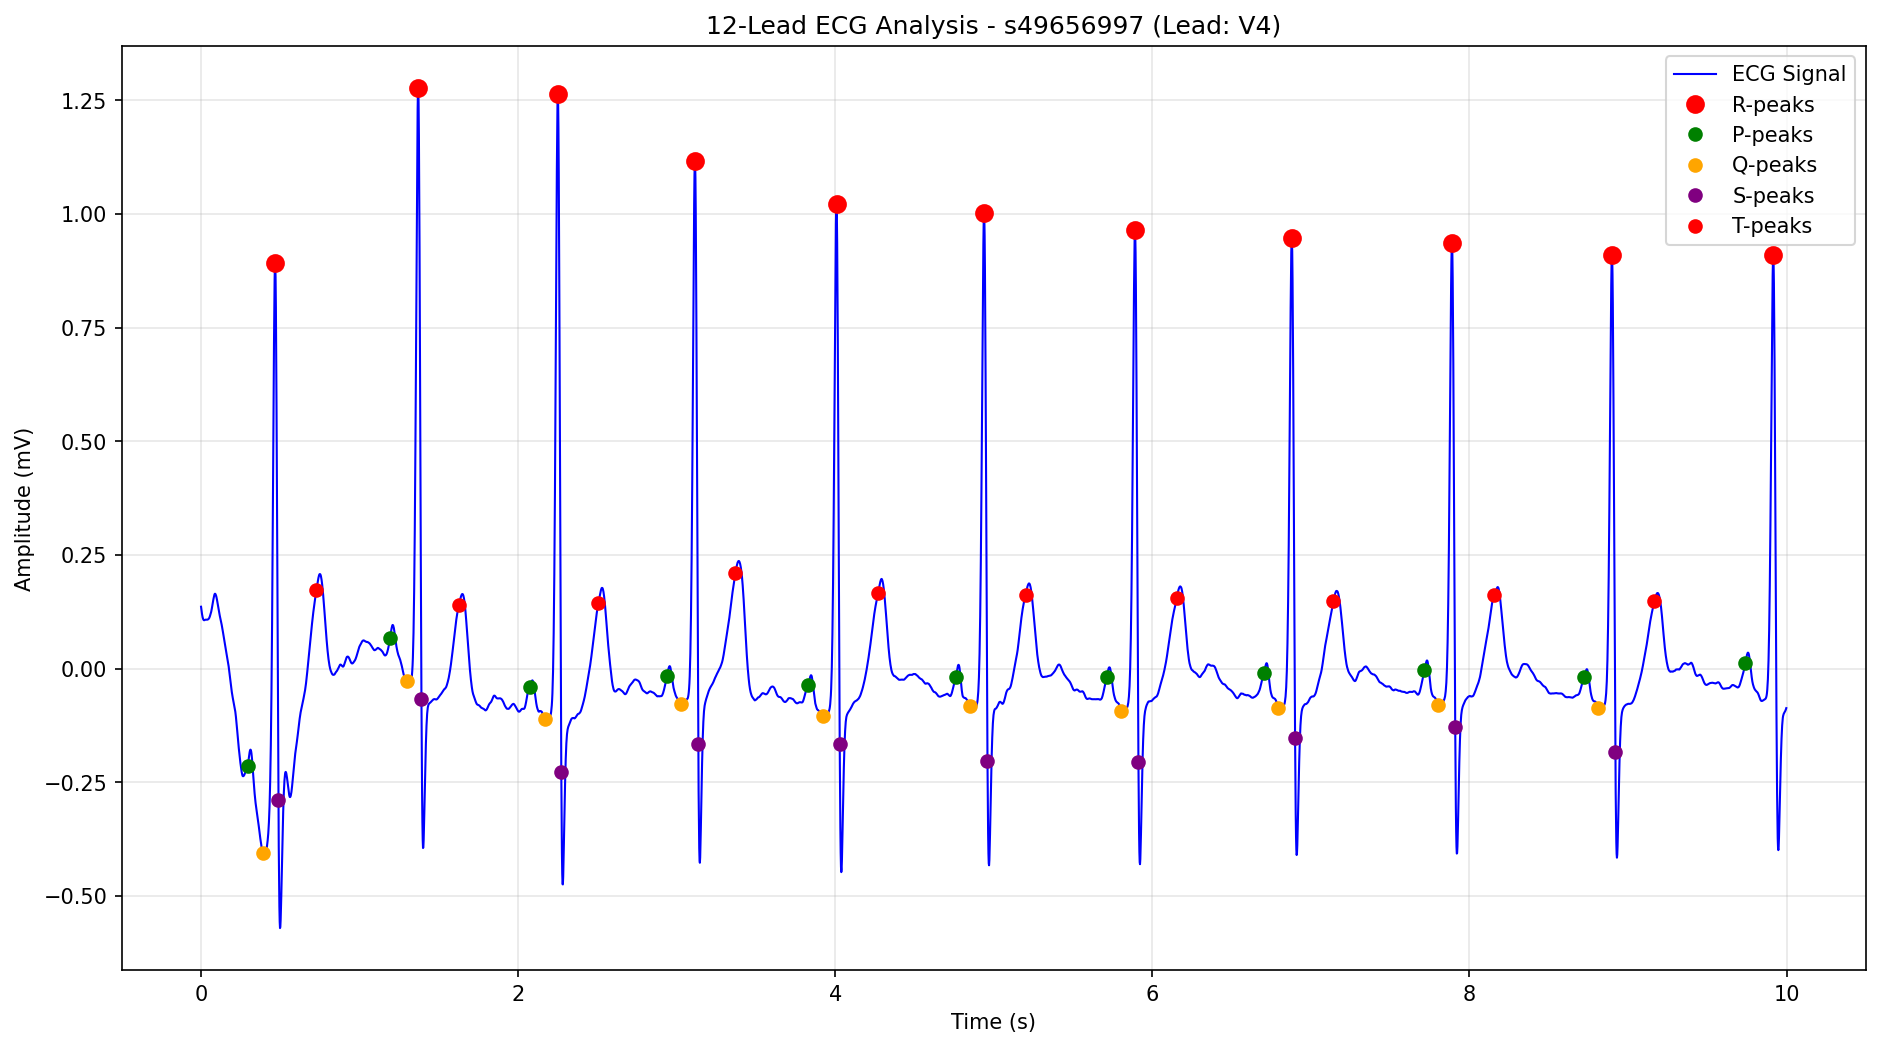 12-Lead ECG Analysis - s49656997 (Lead: V4)
ECG Signal
R-peaks
P-peaks
Q-peaks
S-peaks
T-peaks
1.25
1.00
0.75
0.50
0.25
0.00
−0.25
−0.50
Amplitude (mV)
0 2 4 6 8 10
Time (s)